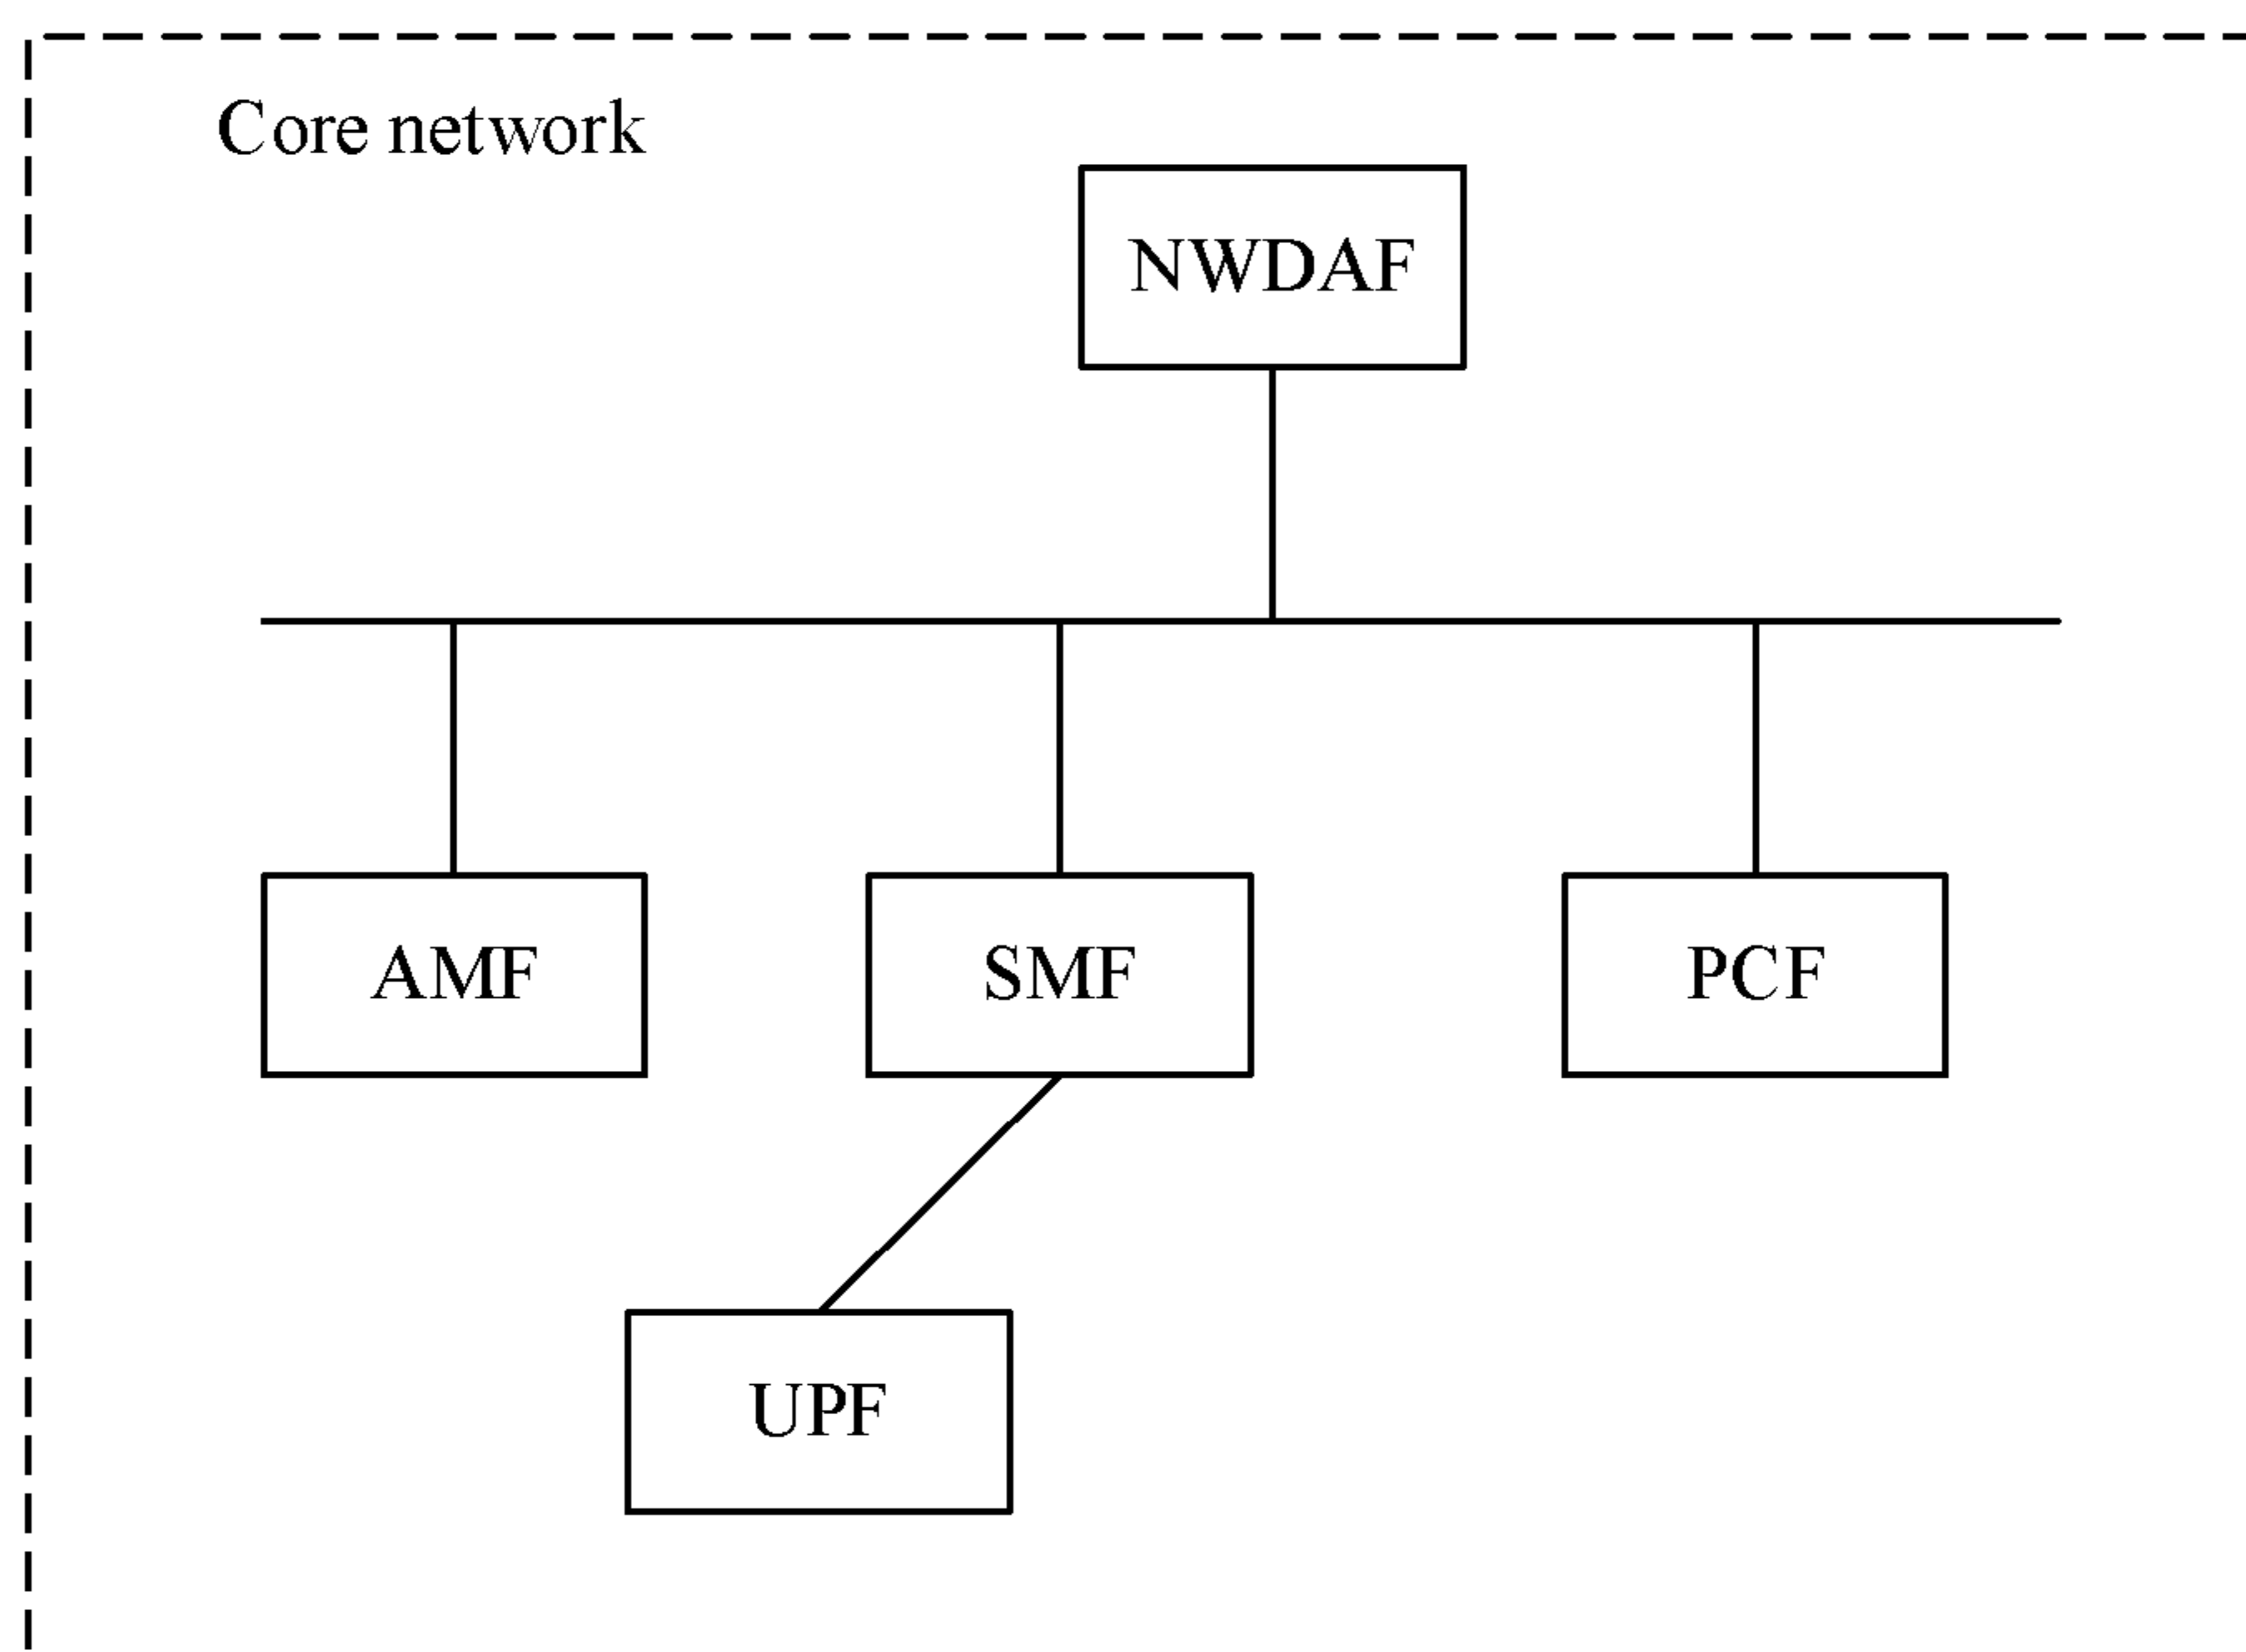 Core network
NWDAF
AMF
SMF
PCF
UPF